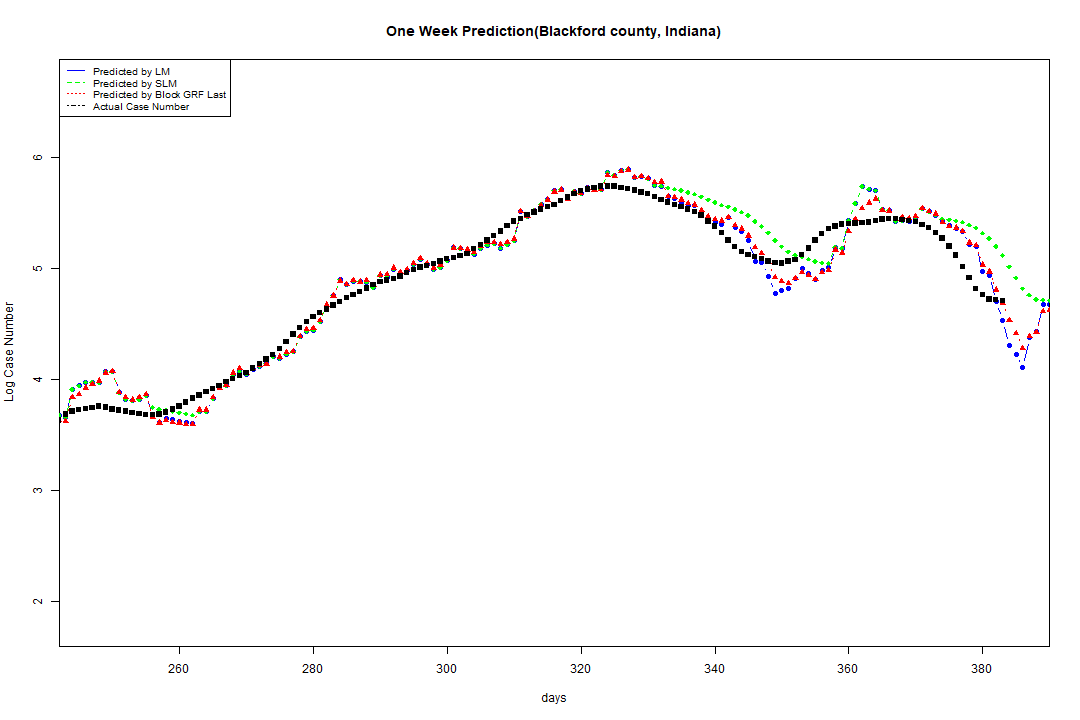 One Week Prediction(Blackford county, Indiana)
Predicted by LM
Predicted by SLM
Predicted by Block GRF Last
Actual Case Number
6
5
4
3
2
Log Case Number
260 280 300 320 340 360 380
days